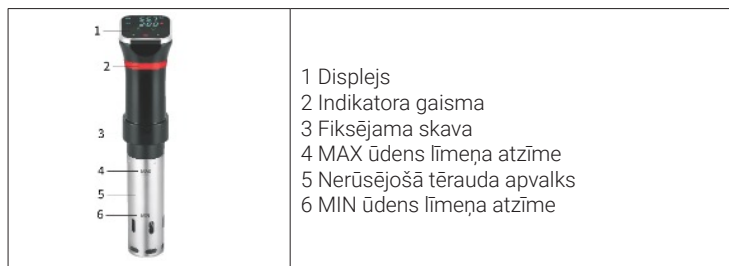 1
2
3
4
5
6
1 Displejs
2 Indikatora gaisma
3 Fiksējama skava
4 MAX ūdens līmeņa atzīme
5 Nerūsējošā tērauda apvalks
6 MIN ūdens līmeņa atzīme